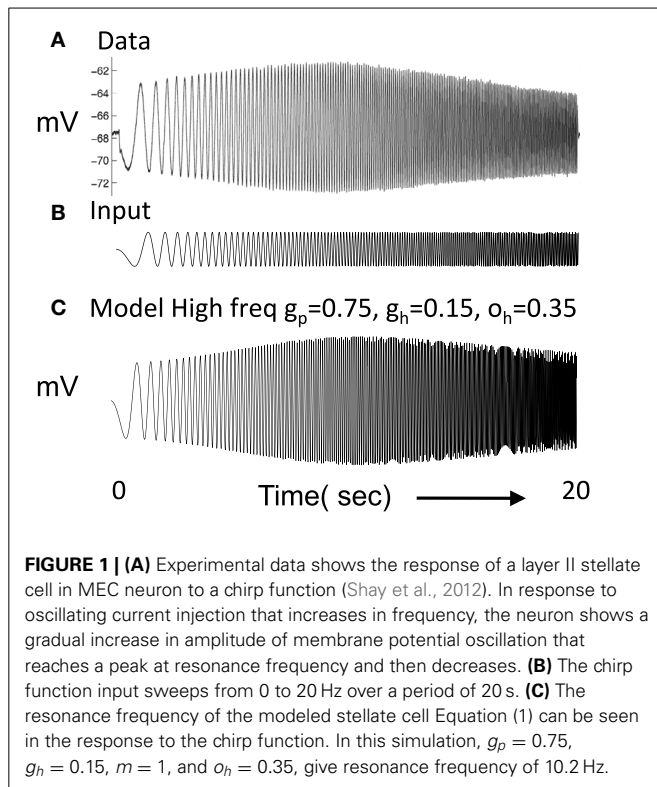 A Data
−62
−64
−66
mV −68
−70
−72
B Input
C Model High freq gp=0.75, gh=0.15, oh=0.35
mV
0 Time( sec) 20
FIGURE 1 | (A) Experimental data shows the response of a layer II stellate
cell in MEC neuron to a chirp function (Shay et al., 2012). In response to
oscillating current injection that increases in frequency, the neuron shows a
gradual increase in amplitude of membrane potential oscillation that
reaches a peak at resonance frequency and then decreases. (B) The chirp
function input sweeps from 0 to 20 Hz over a period of 20 s. (C) The
resonance frequency of the modeled stellate cell Equation (1) can be seen
in the response to the chirp function. In this simulation, gp = 0.75,
gh = 0.15, m = 1, and oh = 0.35, give resonance frequency of 10.2 Hz.